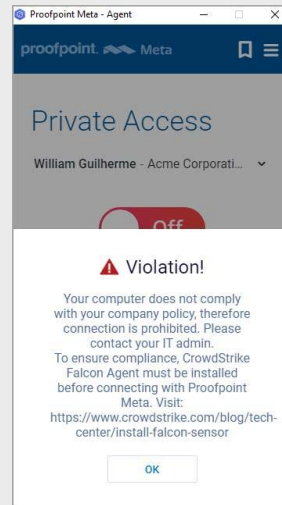 Proofpoint Meta - Agent
proofpoint. Meta
Private Access
William Guilherme - Acme Corporati...
Off
Violation!
Your computer does not comply
with your company policy, therefore
connection is prohibited. Please
contact your IT admin.
To ensure compliance, CrowdStrike
Falcon Agent must be installed
before connecting with Proofpoint
Meta. Visit:
https://www.crowdstrike.com/blog/tech-
center/install-falcon-sensor
OK